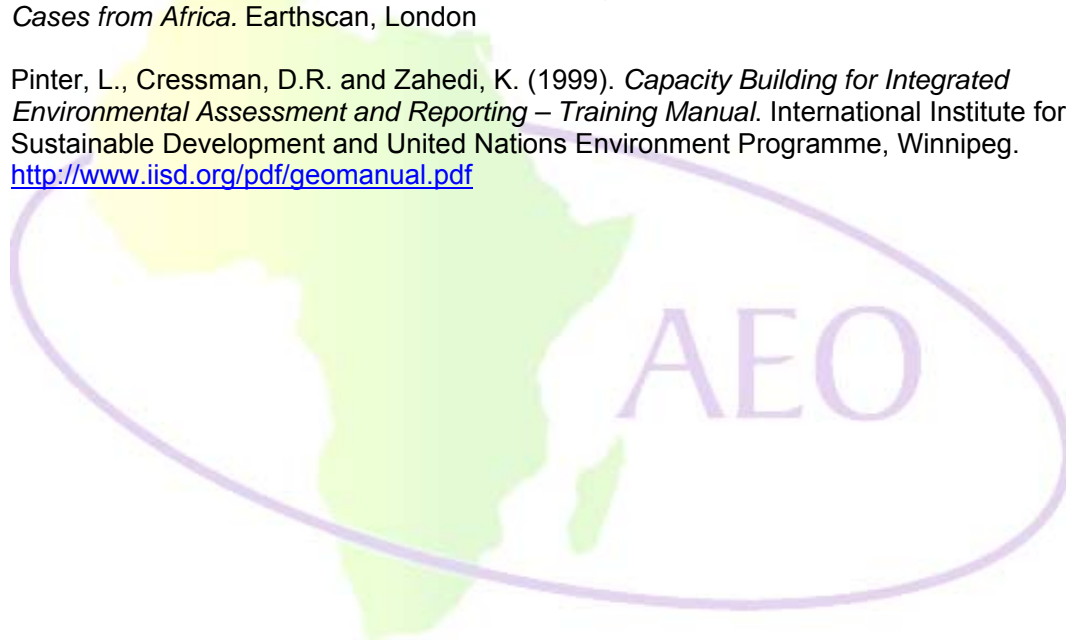 Cases from Africa. Earthscan, London
Pinter, L., Cressman, D.R. and Zahedi, K. (1999). Capacity Building for Integrated
Environmental Assessment and Reporting – Training Manual. International Institute for
Sustainable Development and United Nations Environment Programme, Winnipeg.
http://www.iisd.org/pdf/geomanual.pdf
AEO